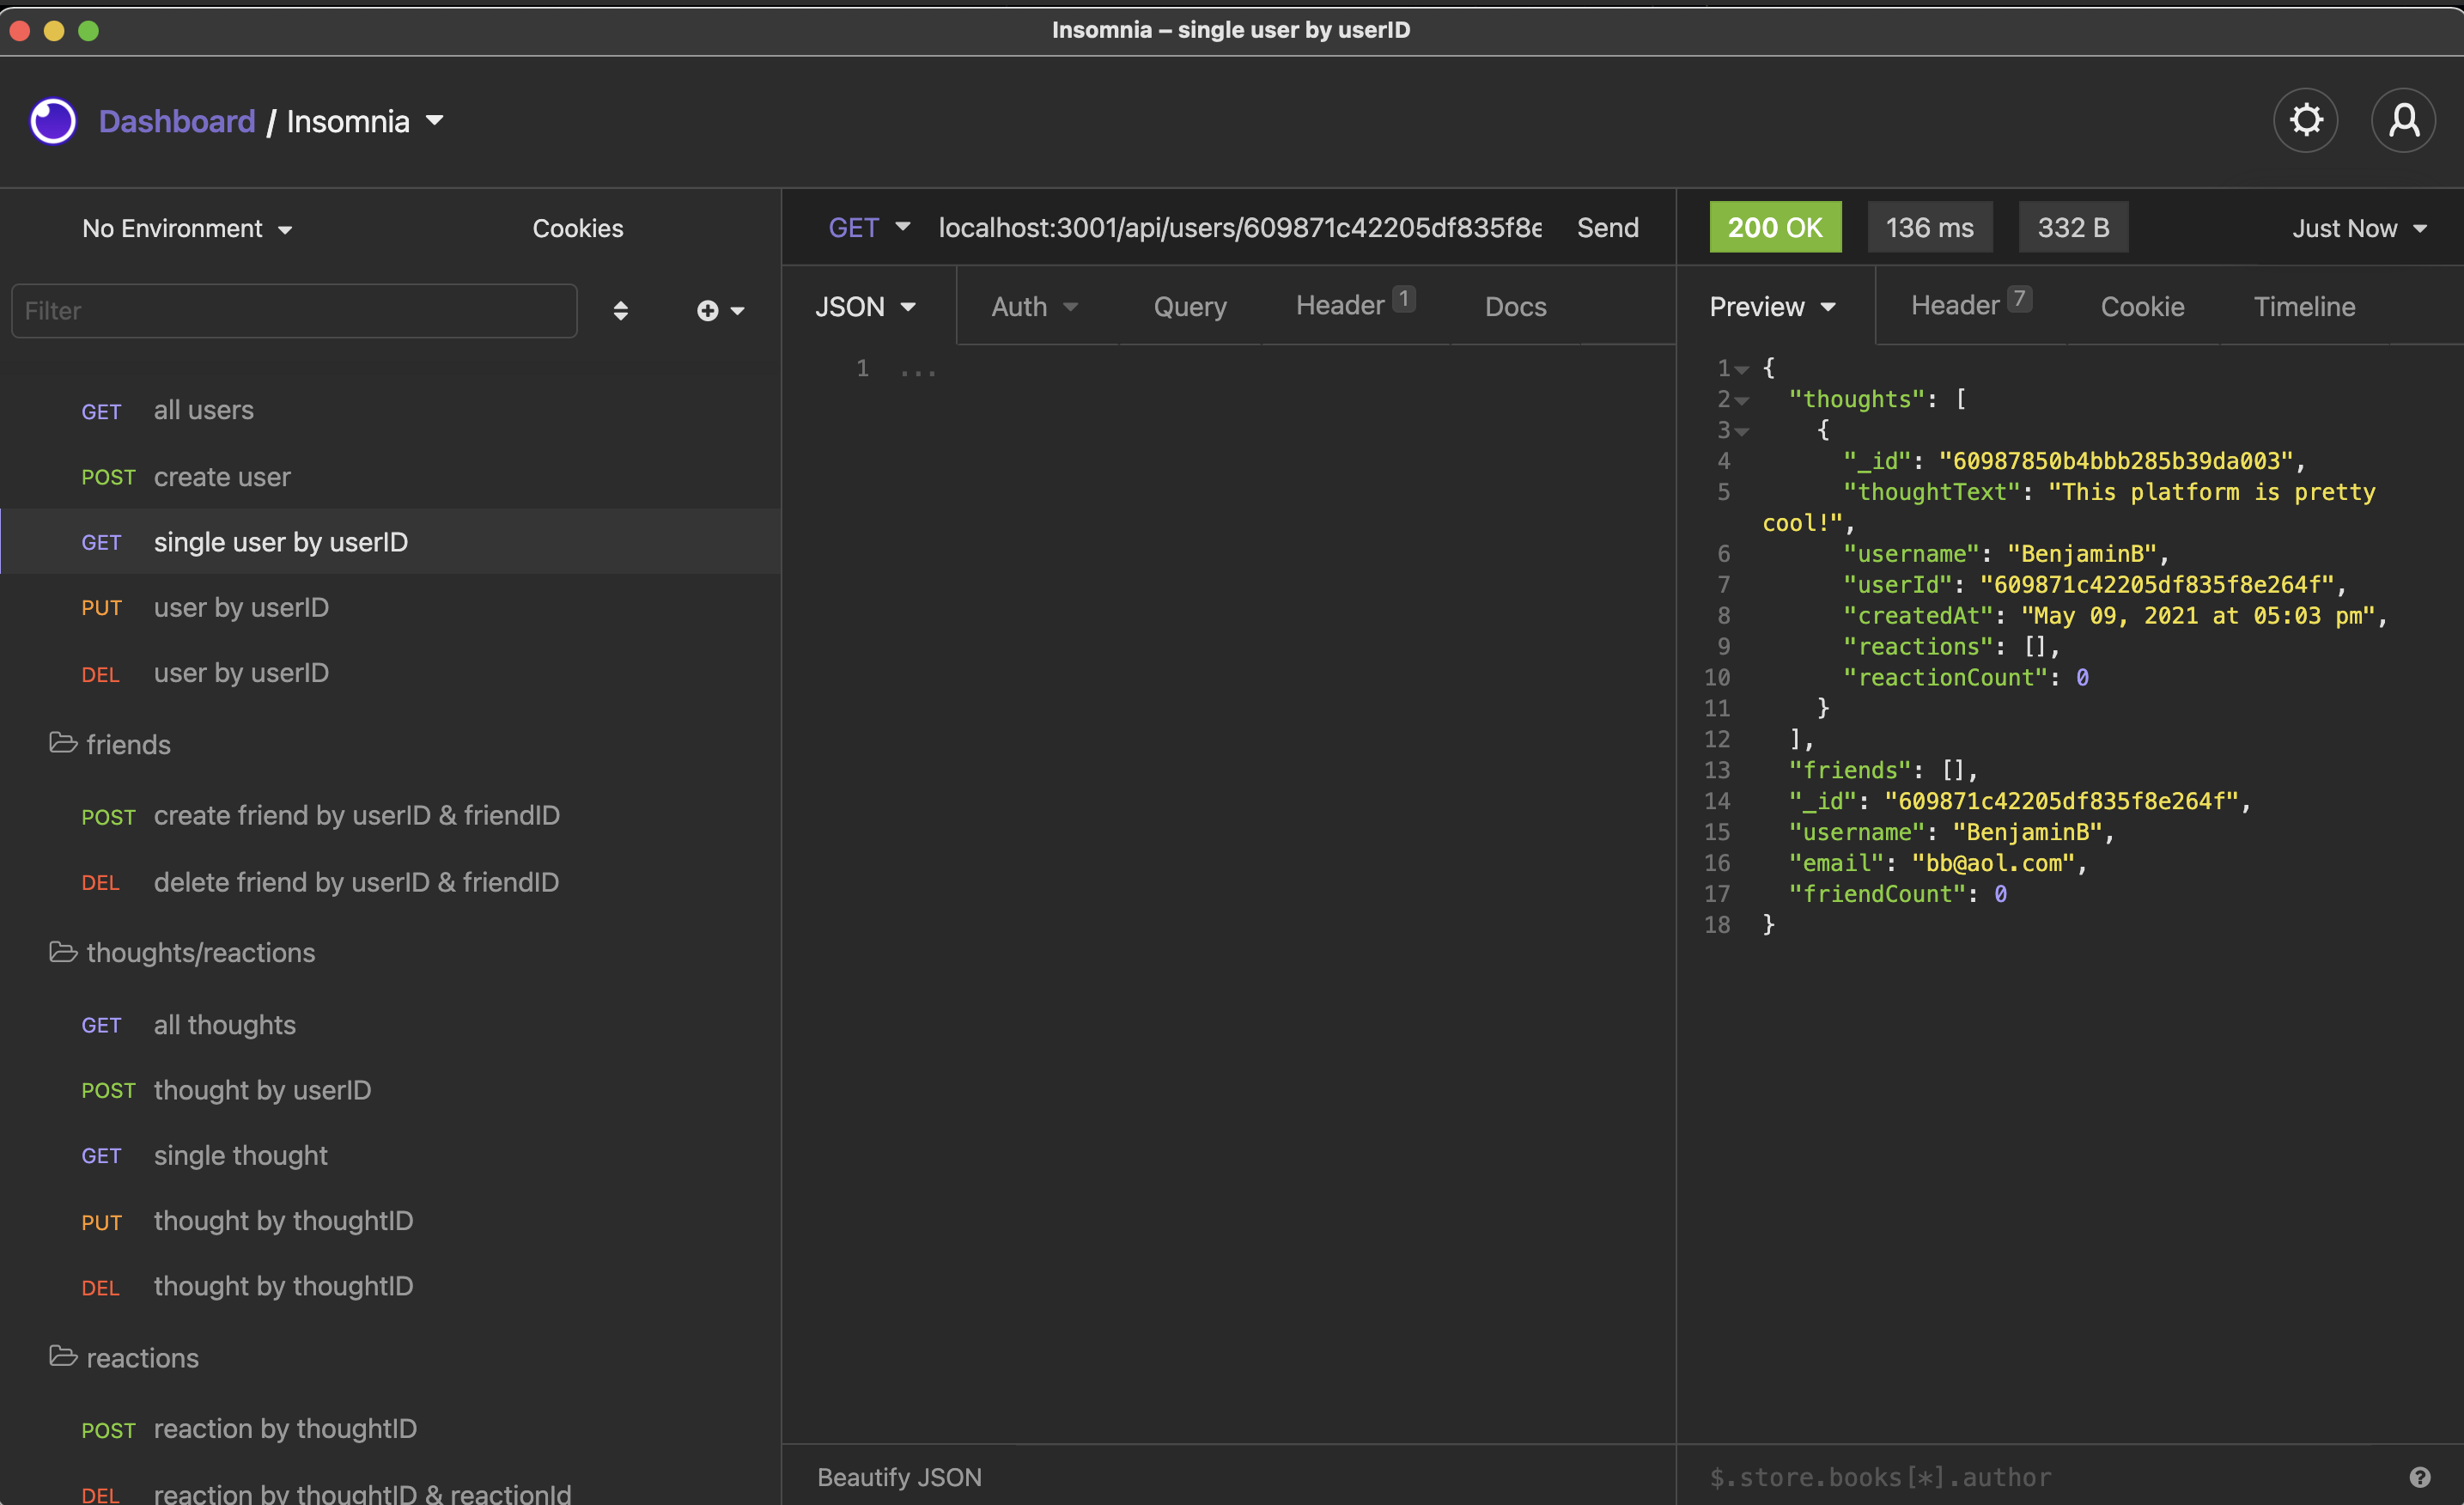 Insomnia – single user by userID
Dashboard / Insomnia
No Environment
Cookies
Filter
GET all users
POST create user
GET single user by userID
PUT user by userID
DEL user by userID
friends
POST create friend by userID & friendID
DEL delete friend by userID & friendID
thoughts/reactions
GET all thoughts
POST thought by userID
GET single thought
PUT thought by thoughtID
DEL thought by thoughtID
reactions
POST reaction by thoughtID
DEL reaction by thoughtID & reactionId
GET localhost:3001/api/users/609871c42205df835f8e Send
JSON Auth Query Header 1 Docs
1 ...
Beautify JSON
200 OK 136 ms 332 B Just Now
Preview Header 7 Cookie Timeline
1 {
2 "thoughts": [
3 {
4 "_id": "60987850b4bbb285b39da003",
5 "thoughtText": "This platform is pretty
cool!",
6 "username": "BenjaminB",
7 "userId": "609871c42205df835f8e264f",
8 "createdAt": "May 09, 2021 at 05:03 pm",
9 "reactions": [],
10 "reactionCount": 0
11 }
12 ],
13 "friends": [],
14 "_id": "609871c42205df835f8e264f",
15 "username": "BenjaminB",
16 "email": "bb@aol.com",
17 "friendCount": 0
18 }
$.store.books[*].author